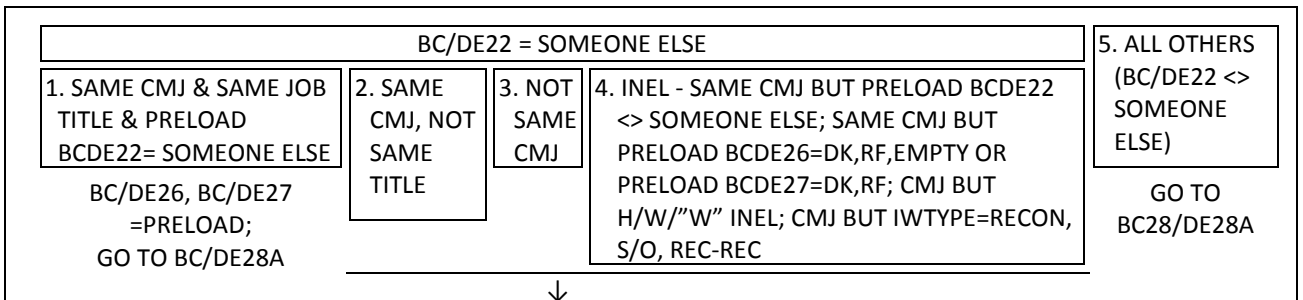 BC/DE22 = SOMEONE ELSE
1. SAME CMJ & SAME JOB
TITLE & PRELOAD
BCDE22= SOMEONE ELSE
BC/DE26, BC/DE27
=PRELOAD;
GO TO BC/DE28A
2. SAME
CMJ, NOT
SAME
TITLE
3. NOT
SAME
CMJ
4. INEL - SAME CMJ BUT PRELOAD BCDE22
<> SOMEONE ELSE; SAME CMJ BUT
PRELOAD BCDE26=DK,RF,EMPTY OR
PRELOAD BCDE27=DK,RF; CMJ BUT
H/W/”W” INEL; CMJ BUT IWTYPE=RECON,
S/O, REC-REC
5. ALL OTHERS
(BC/DE22 <>
SOMEONE
ELSE)
GO TO
BC28/DE28A
↓